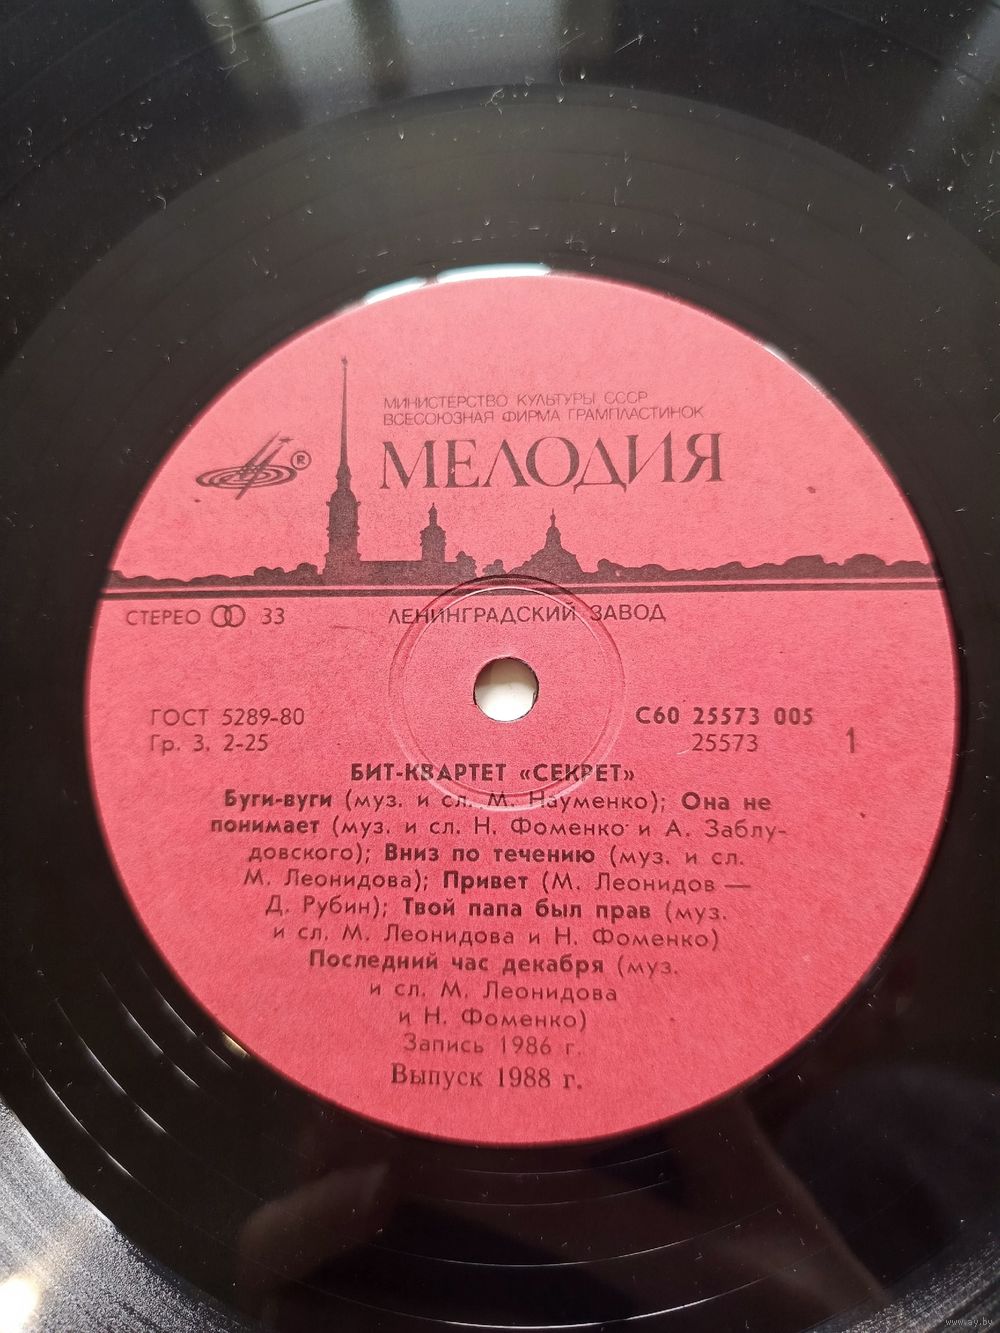 МИНИСТЕРСТВО КУЛЬТУРЫ СССР
ВСЕСОЮЗНАЯ ФИРМА ГРАМПЛАСТИНОК
® МЕЛОДИЯ
СТЕРЕО 33 ЛЕНИНГРАДСКИЙ ЗАВОД
ГОСТ 5289-80 С60 25573 005
Гр. 3. 2-25 25573 1
БИТ-КВАРТЕТ «СЕКРЕТ»
Буги-вуги (муз. и сл. М. Науменко); Она не
понимает (муз. и сл. Н. Фоменко и А. Заблу-
довского); Вниз по течению (муз. и сл.
М. Леонидова); Привет (М. Леонидов —
Д. Рубин); Твой папа был прав (муз.
и сл. М. Леонидова и Н. Фоменко)
Последний час декабря (муз.
и сл. М. Леонидова
и Н. Фоменко)
Запись 1986 г.
Выпуск 1988 г.
www.ay.by